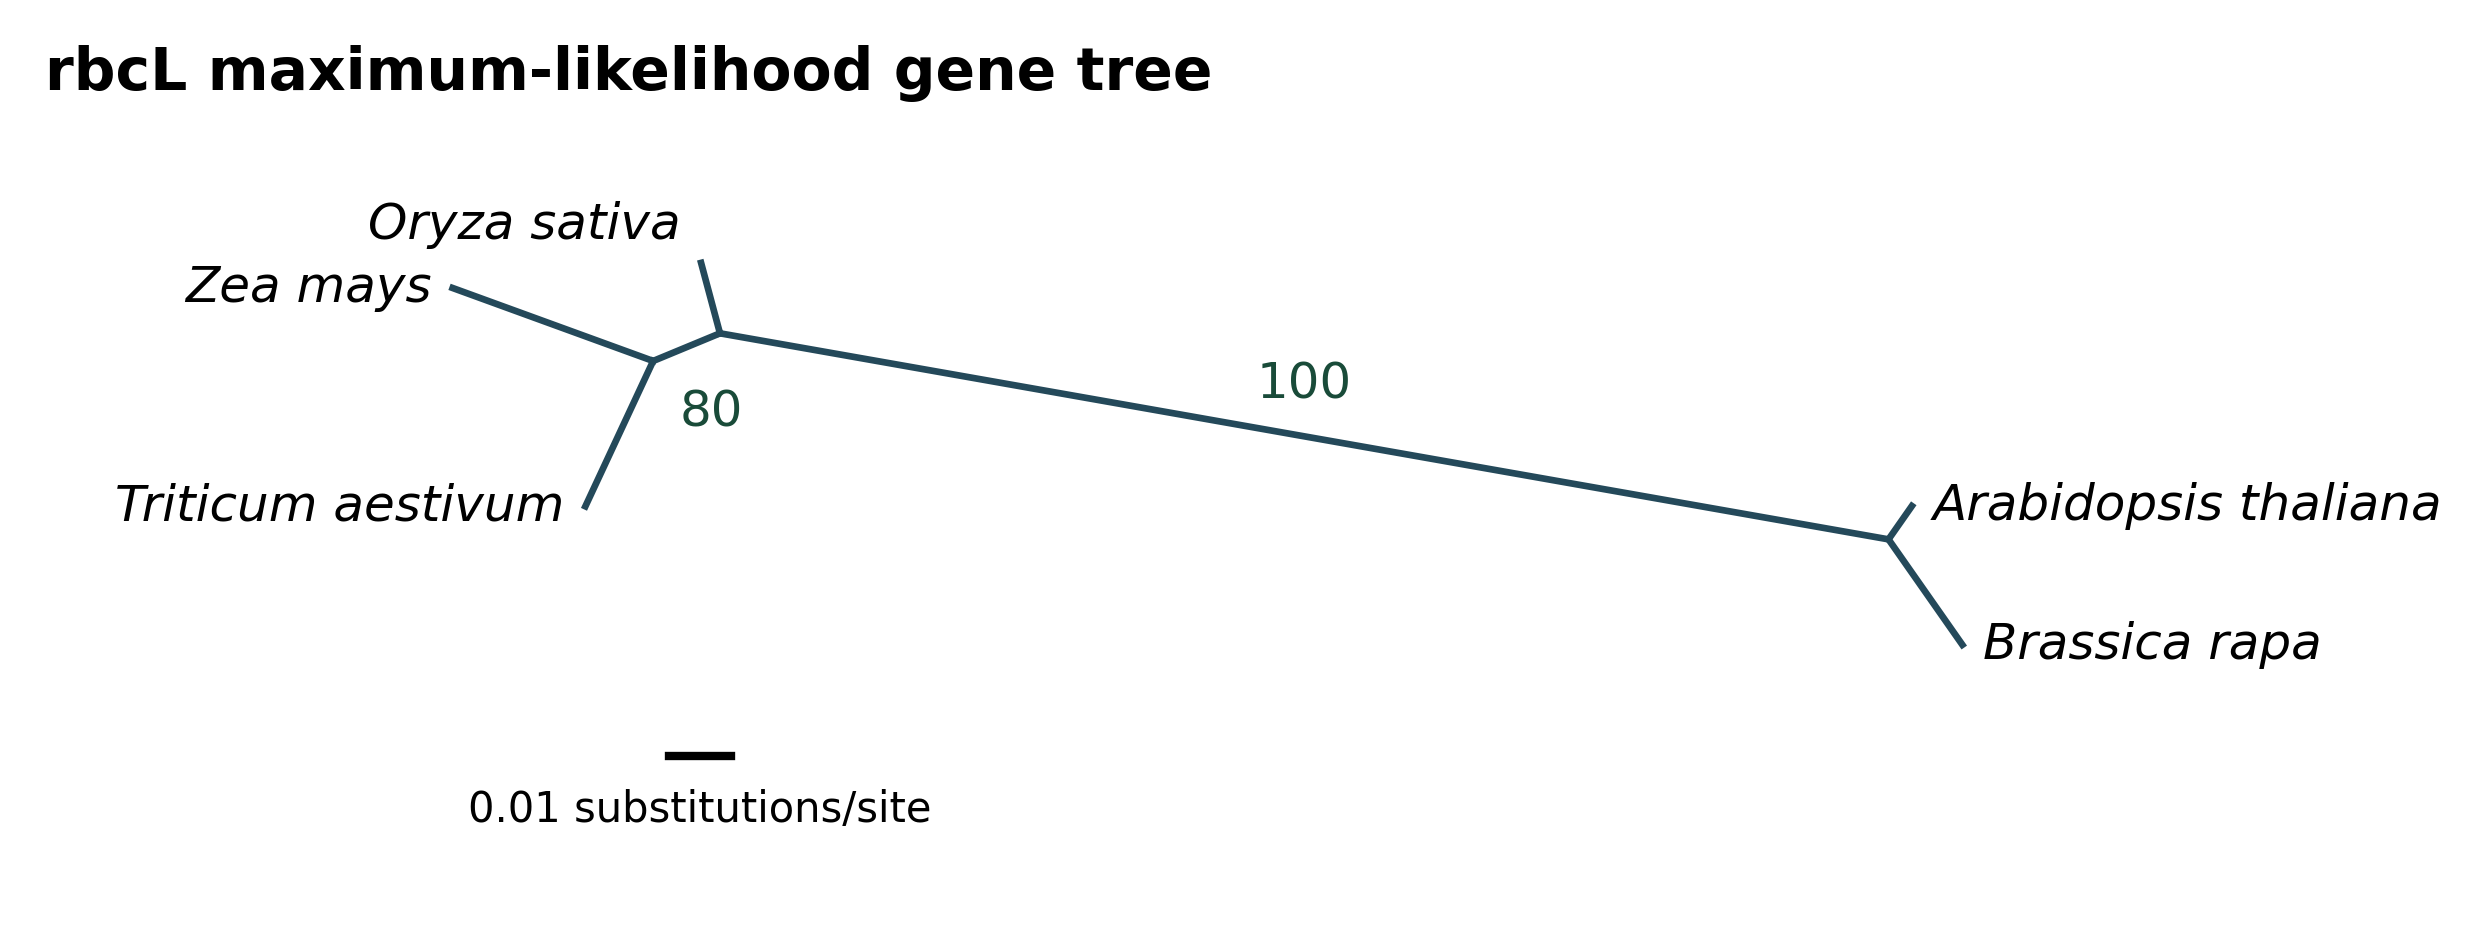 rbcL maximum-likelihood gene tree
Oryza sativa
Zea mays
100
80
Triticum aestivum
Arabidopsis thaliana
Brassica rapa
0.01 substitutions/site